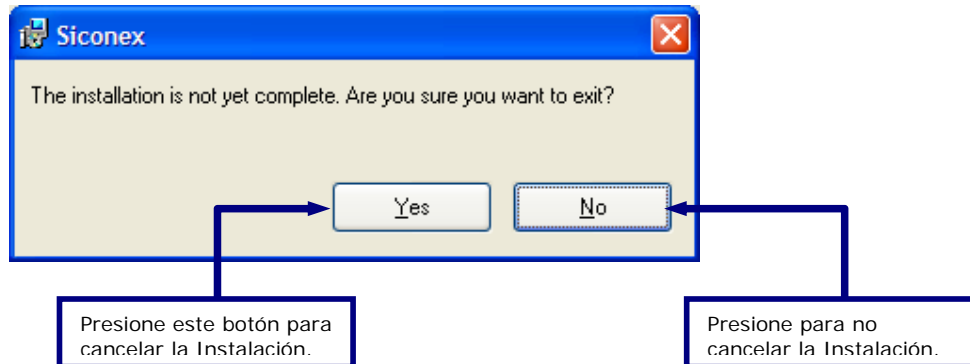 Siconex
The installation is not yet complete. Are you sure you want to exit?
Yes
No
Presione este botón para
cancelar la Instalación.
Presione para no
cancelar la Instalación.